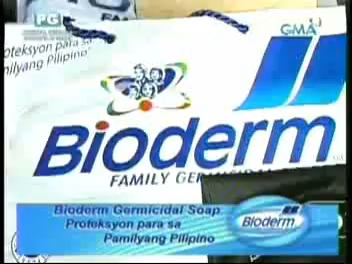 PG
GMA
Proteksyon para sa
Pamilyang Pilipino
Bioderm
FAMILY GERMICIDAL
Bioderm Germicidal Soap
Proteksyon para sa
Pamilyang Pilipino
Bioderm